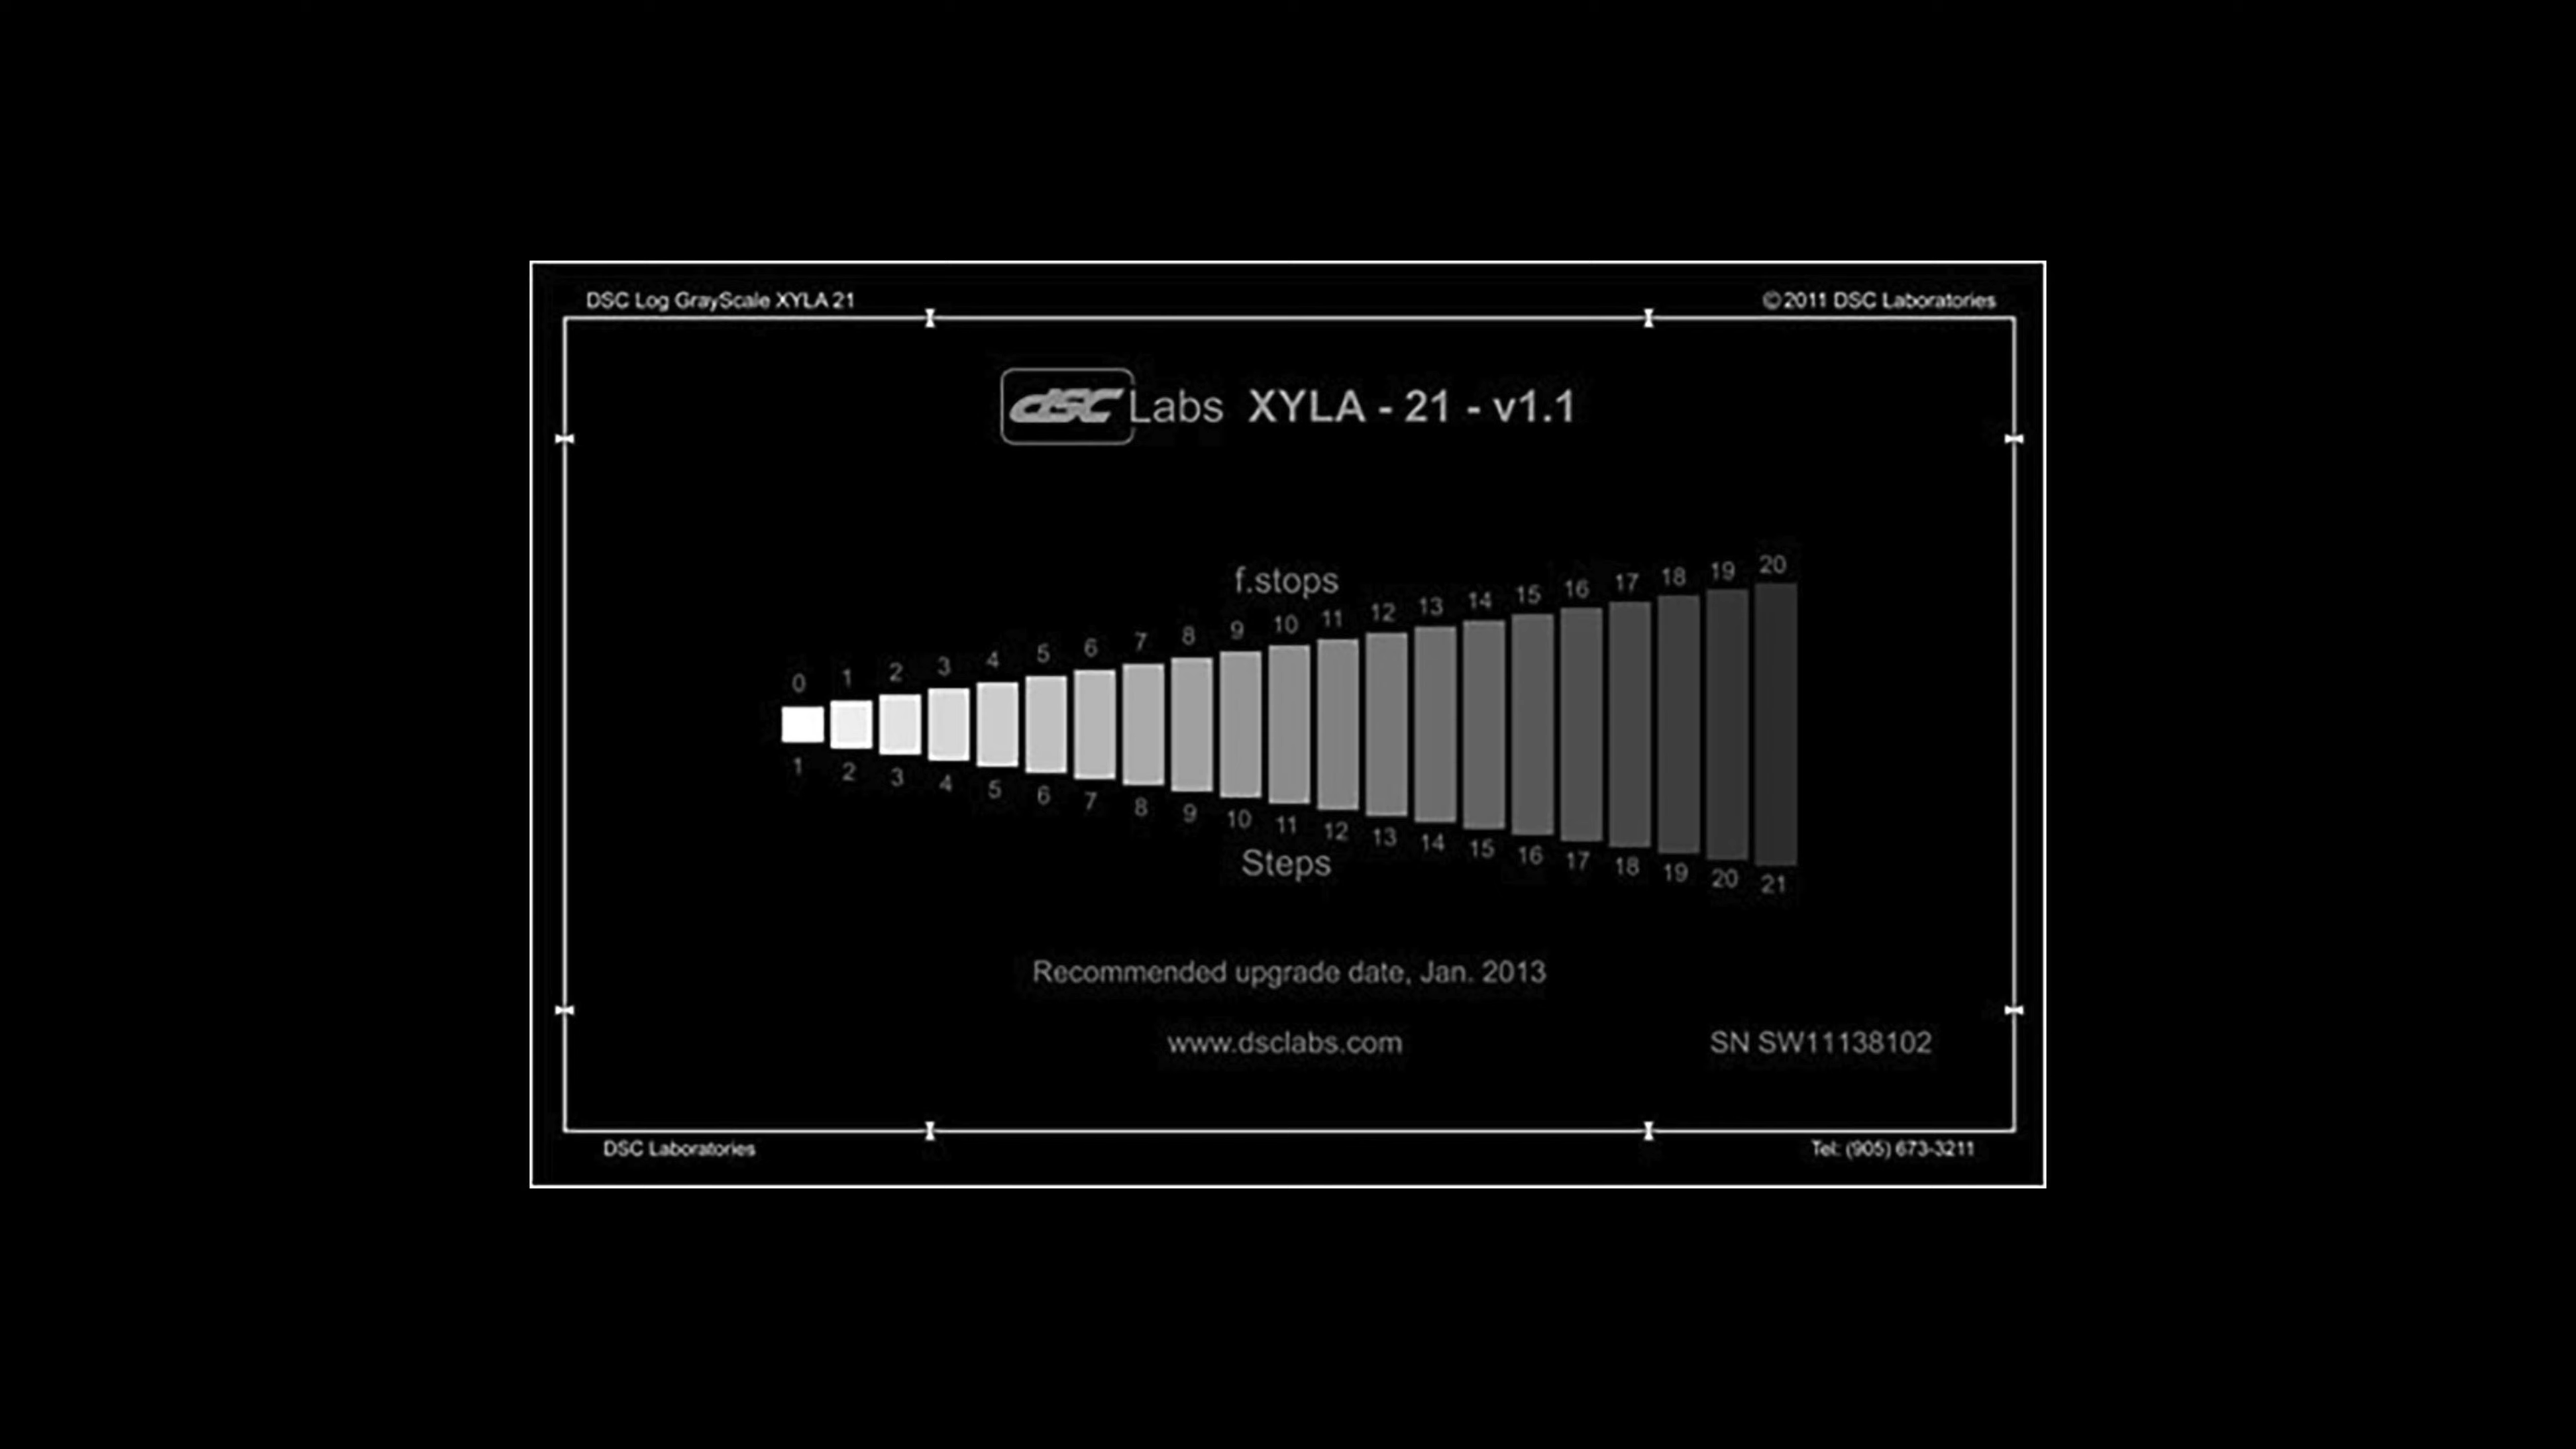 DSC Log GrayScale XYLA 21
©2011 DSC Laboratories
dsc Labs XYLA - 21 - v1.1
f.stops
0 1 2 3 4 5 6 7 8 9 10 11 12 13 14 15 16 17 18 19 20
1 2 3 4 5 6 7 8 9 10 11 12 13 14 15 16 17 18 19 20 21
Steps
Recommended upgrade date, Jan. 2013
www.dsclabs.com
SN SW11138102
DSC Laboratories
Tel: (905) 673-3211